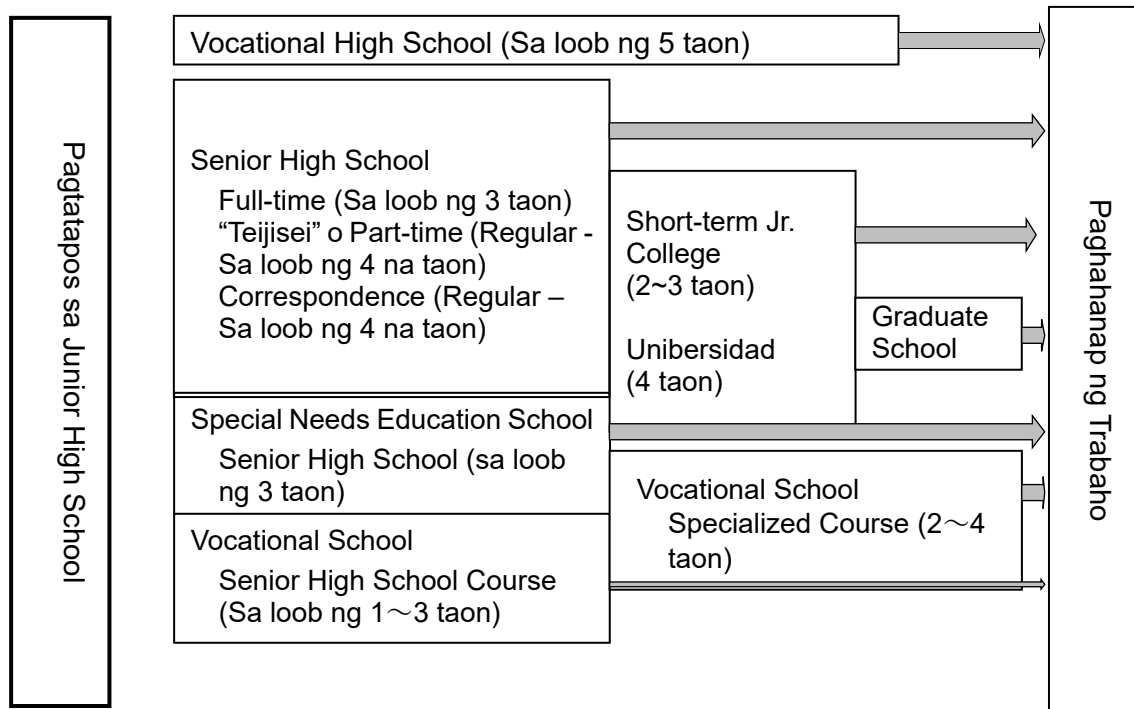 Pagtatapos sa Junior High School
Vocational High School (Sa loob ng 5 taon)
Senior High School
Full-time (Sa loob ng 3 taon)
“Teijisei” o Part-time (Regular -
Sa loob ng 4 na taon)
Correspondence (Regular –
Sa loob ng 4 na taon)
Special Needs Education School
Senior High School (sa loob
ng 3 taon)
Vocational School
Senior High School Course
(Sa loob ng 1～3 taon)
Short-term Jr.
College
(2~3 taon)
Unibersidad
(4 taon)
Graduate
School
Vocational School
Specialized Course (2～4
taon)
Paghahanap ng Trabaho